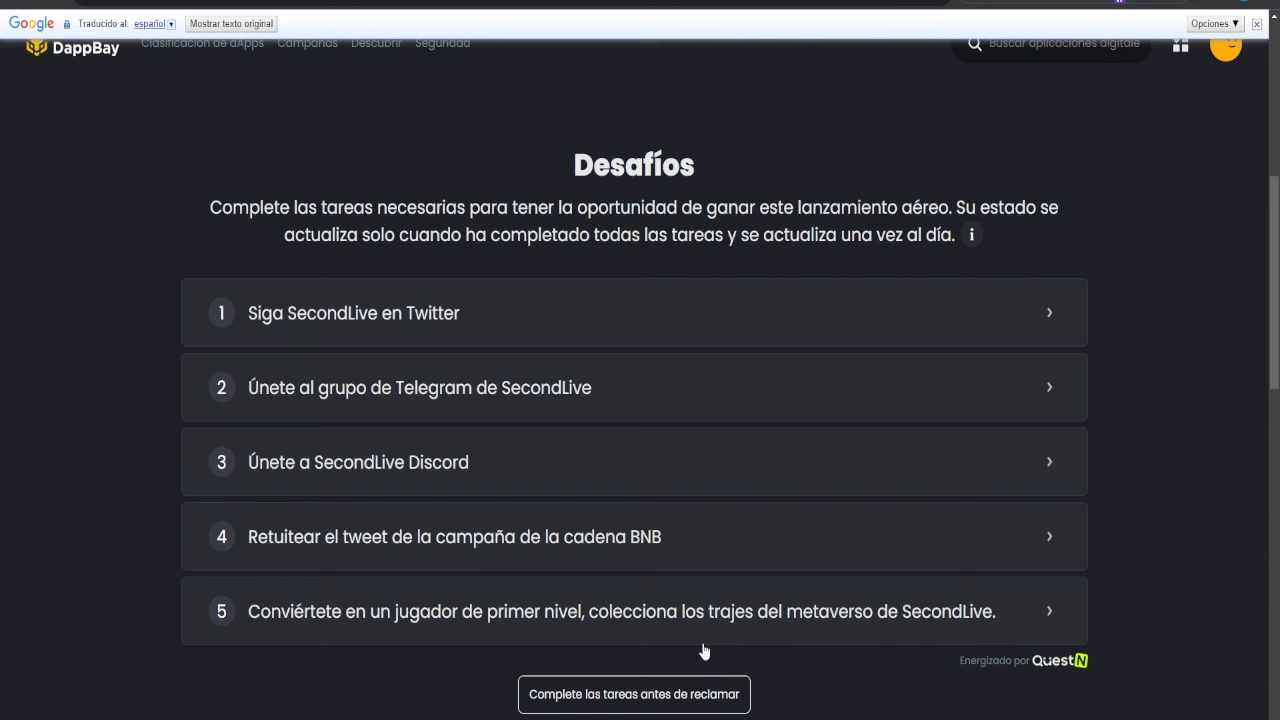 Google Traducido al: español Mostrar texto original Opciones ▼
DappBay Clasificación de dApps Campañas Descubrir Seguridad Buscar aplicaciones digitale
Desafíos
Complete las tareas necesarias para tener la oportunidad de ganar este lanzamiento aéreo. Su estado se
actualiza solo cuando ha completado todas las tareas y se actualiza una vez al día. i
1 Siga SecondLive en Twitter
2 Únete al grupo de Telegram de SecondLive
3 Únete a SecondLive Discord
4 Retuitear el tweet de la campaña de la cadena BNB
5 Conviértete en un jugador de primer nivel, colecciona los trajes del metaverso de SecondLive.
Energizado por QuestN
Complete las tareas antes de reclamar